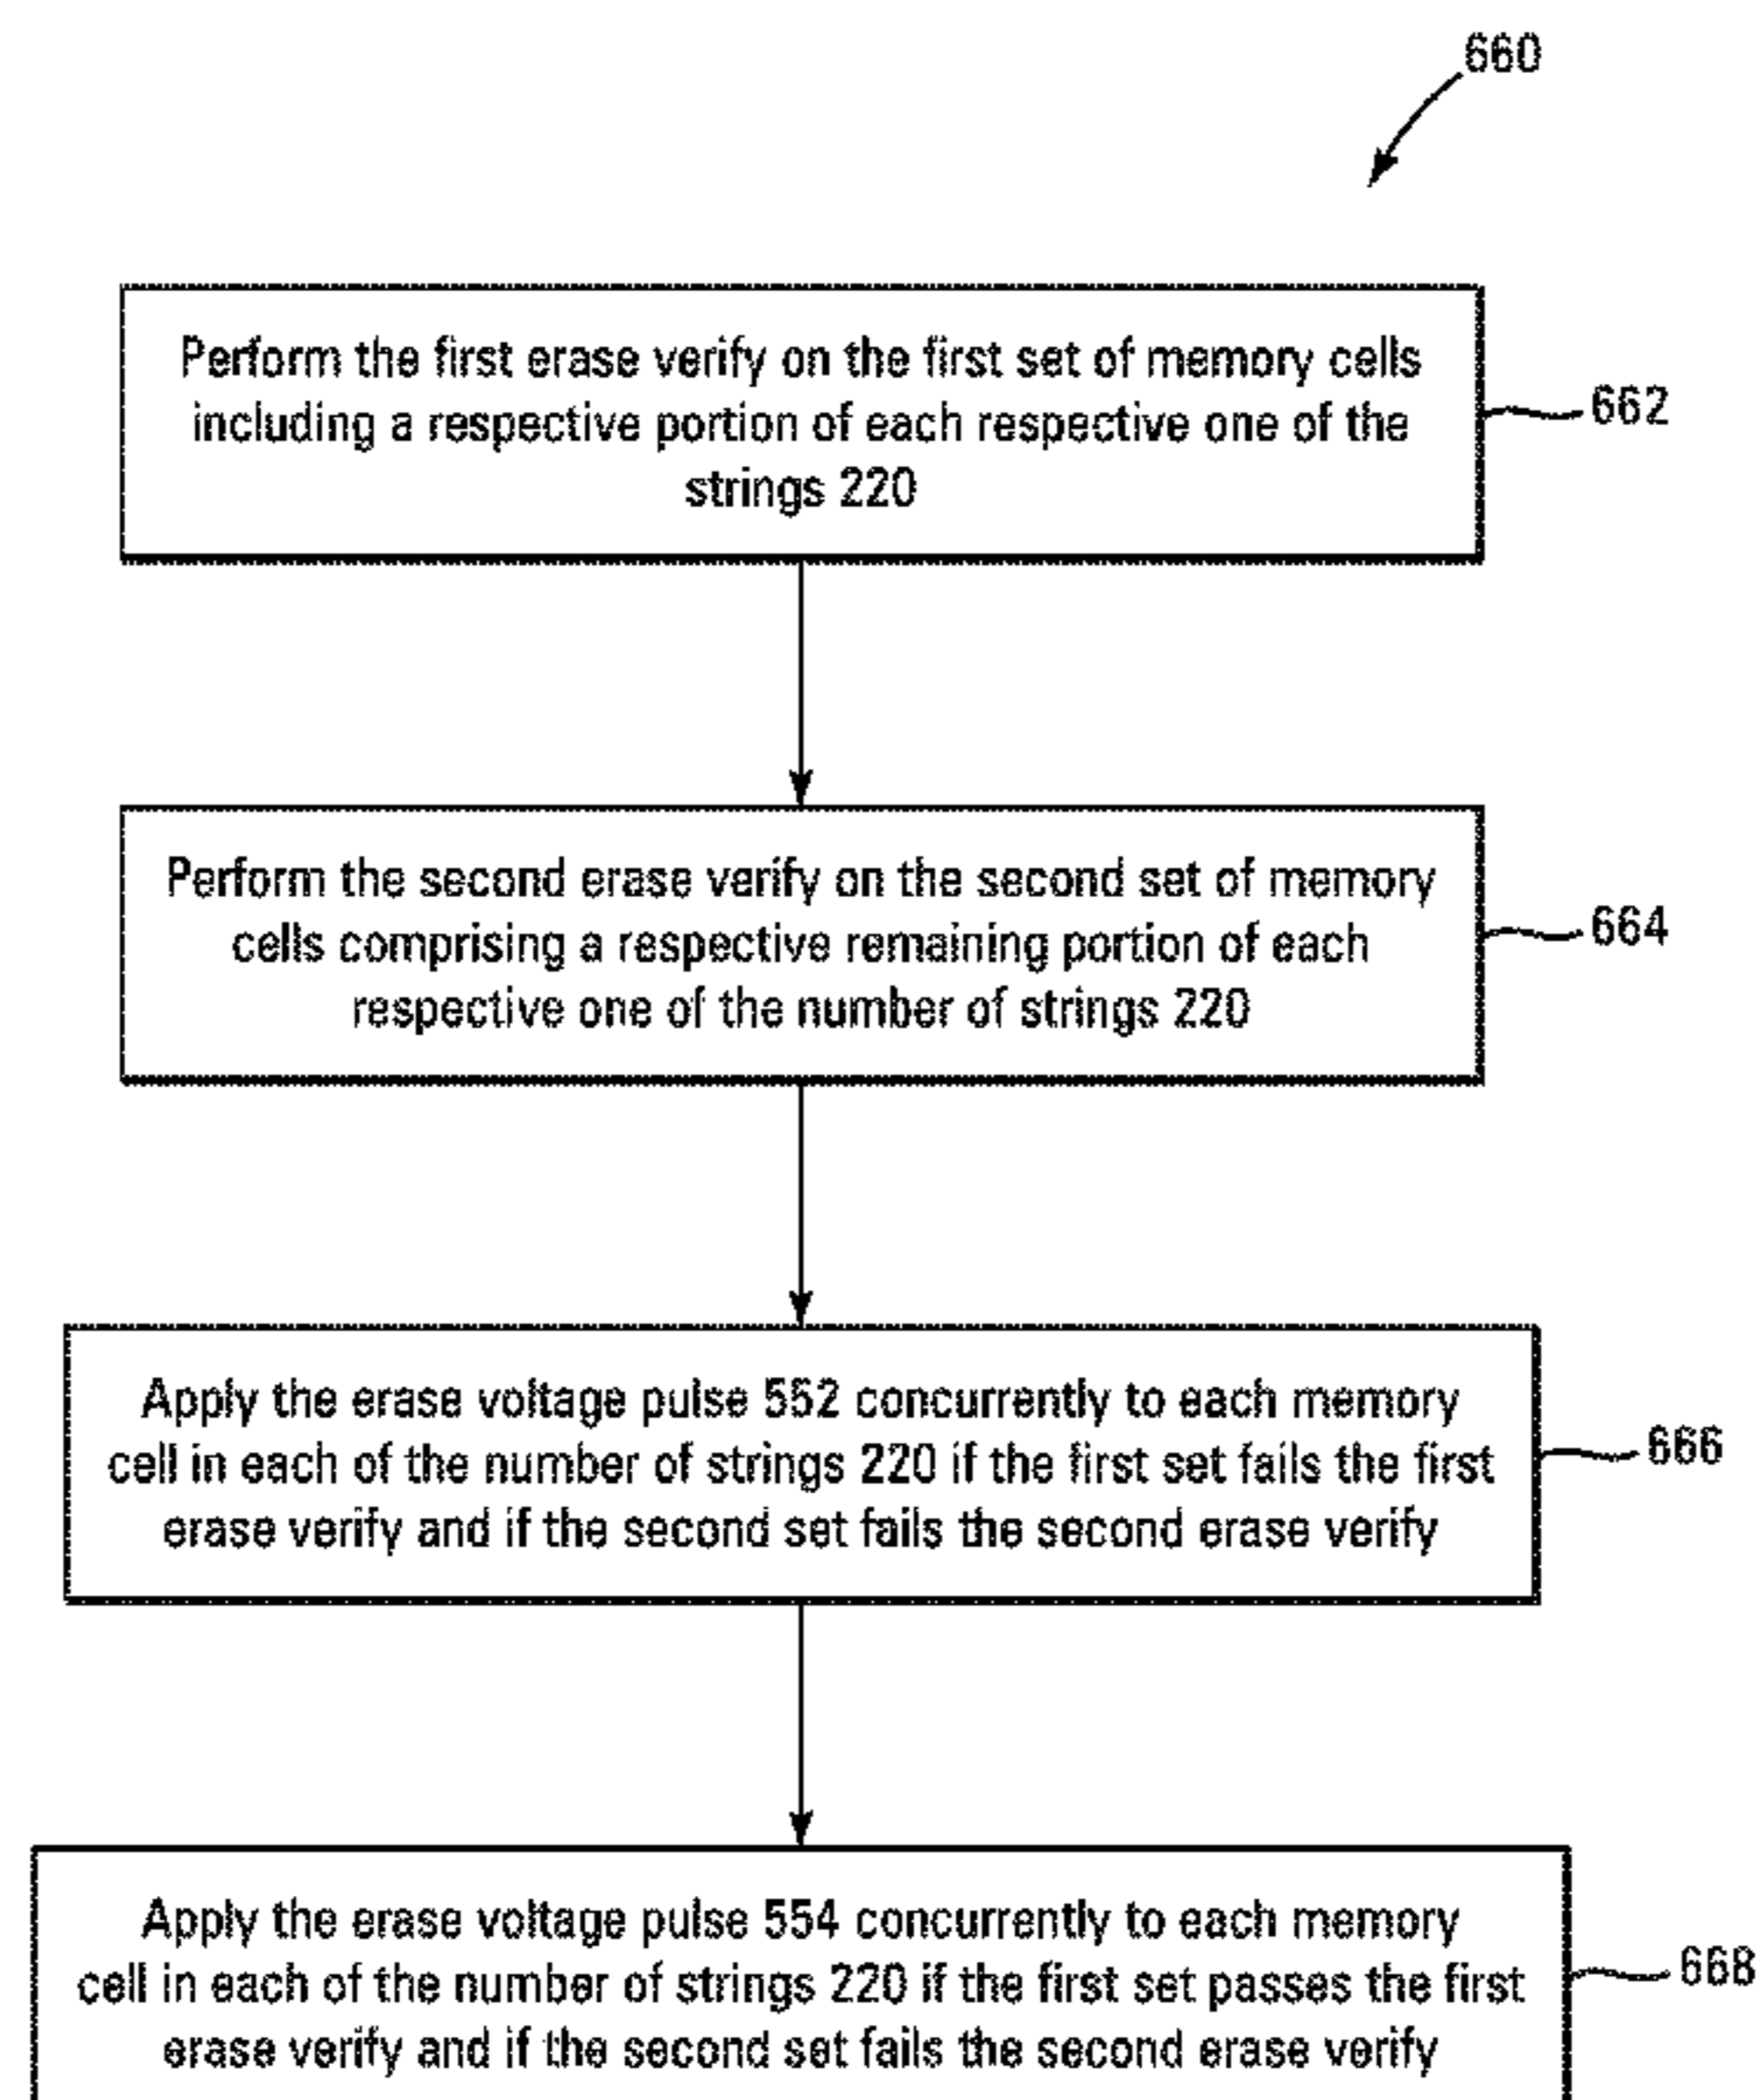 660
Perform the first erase verify on the first set of memory cells
including a respective portion of each respective one of the
strings 220
662
Perform the second erase verify on the second set of memory
cells comprising a respective remaining portion of each
respective one of the number of strings 220
664
Apply the erase voltage pulse 552 concurrently to each memory
cell in each of the number of strings 220 if the first set fails the first
erase verify and if the second set fails the second erase verify
666
Apply the erase voltage pulse 554 concurrently to each memory
cell in each of the number of strings 220 if the first set passes the first
erase verify and if the second set fails the second erase verify
668